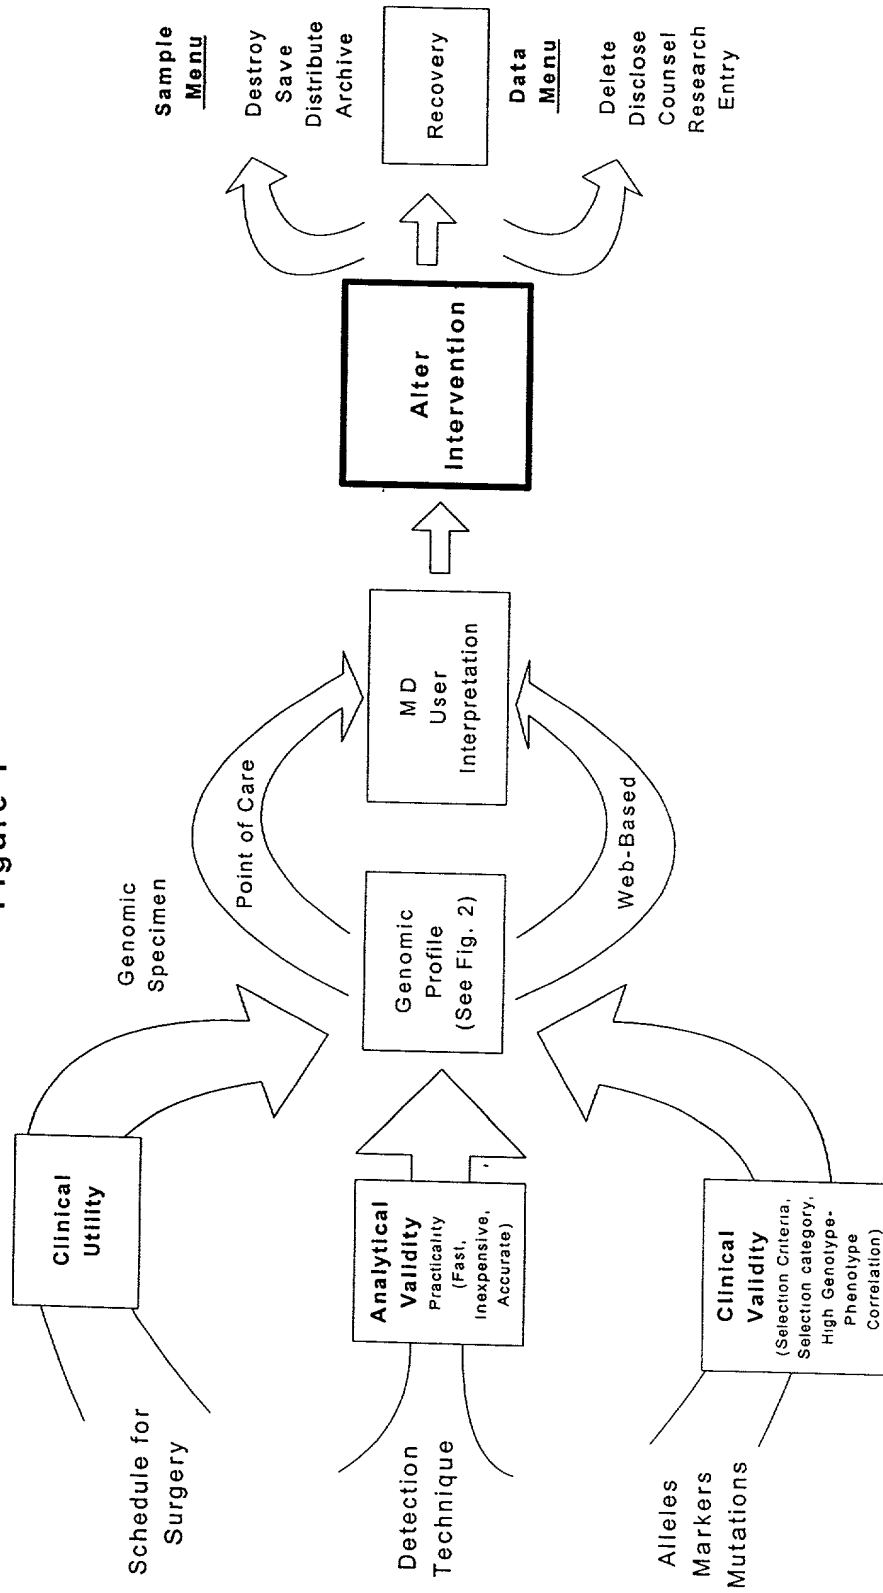 Figure 1
Schedule for
Surgery
Clinical
Utility
Genomic
Specimen
Detection
Technique
Analytical
Validity
Practicality
(Fast,
Inexpensive,
Accurate)
Alleles
Markers
Mutations
Clinical
Validity
(Selection Criteria,
Selection category,
High Genotype-
Phenotype
Correlation)
Genomic
Profile
(See Fig. 2)
Point of Care
Web-Based
MD
User
Interpretation
Alter
Intervention
Sample
Menu
Destroy
Save
Distribute
Archive
Recovery
Data
Menu
Delete
Disclose
Counsel
Research
Entry